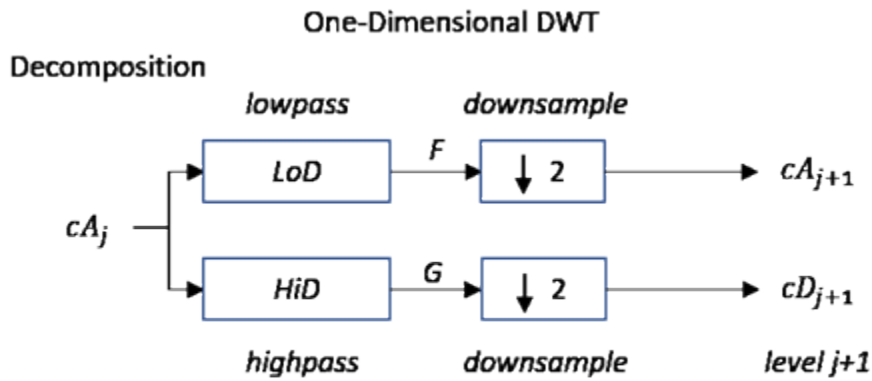 One-Dimensional DWT
Decomposition
lowpass downsample
LoD F ↓ 2 cA_{j+1}
cA_j
HiD G ↓ 2 cD_{j+1}
highpass downsample level j+1